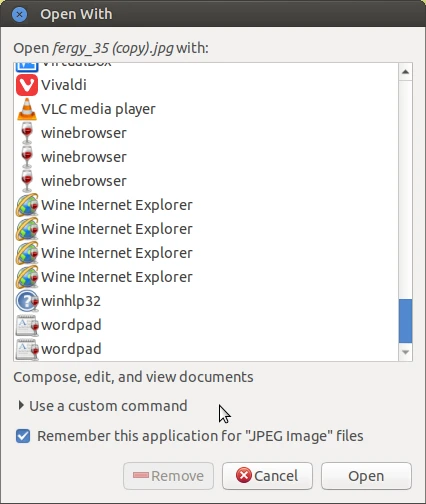 Open With
Open fergy_35 (copy).jpg with:
VirtualBox
Vivaldi
VLC media player
winebrowser
winebrowser
winebrowser
Wine Internet Explorer
Wine Internet Explorer
Wine Internet Explorer
Wine Internet Explorer
winhlp32
wordpad
wordpad
Compose, edit, and view documents
Use a custom command
Remember this application for "JPEG Image" files
Remove
Cancel
Open